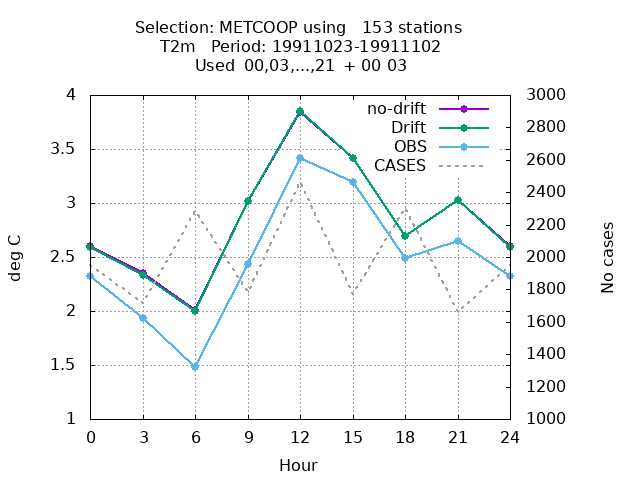 Selection: METCOOP using   153 stations
T2m   Period: 19911023-19911102
Used  00,03,...,21  + 00 03
no-drift
Drift
OBS
CASES
4
3.5
3
2.5
2
1.5
1
3000
2800
2600
2400
2200
2000
1800
1600
1400
1200
1000
deg C
No cases
0 3 6 9 12 15 18 21 24
Hour